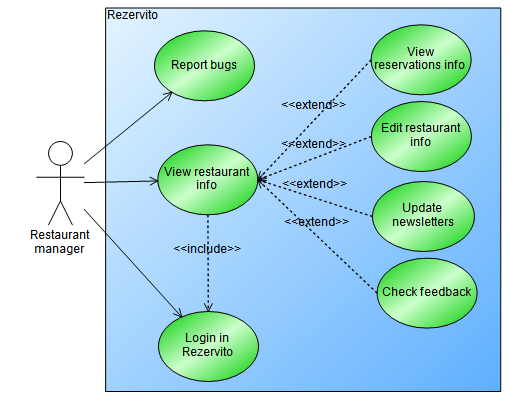 Rezervito
Report bugs
View
reservations info
<<extend>>
Edit restaurant
info
<<extend>>
View restaurant
info
<<extend>>
Update
newsletters
<<extend>>
Restaurant
manager
<<include>>
Check feedback
Login in
Rezervito